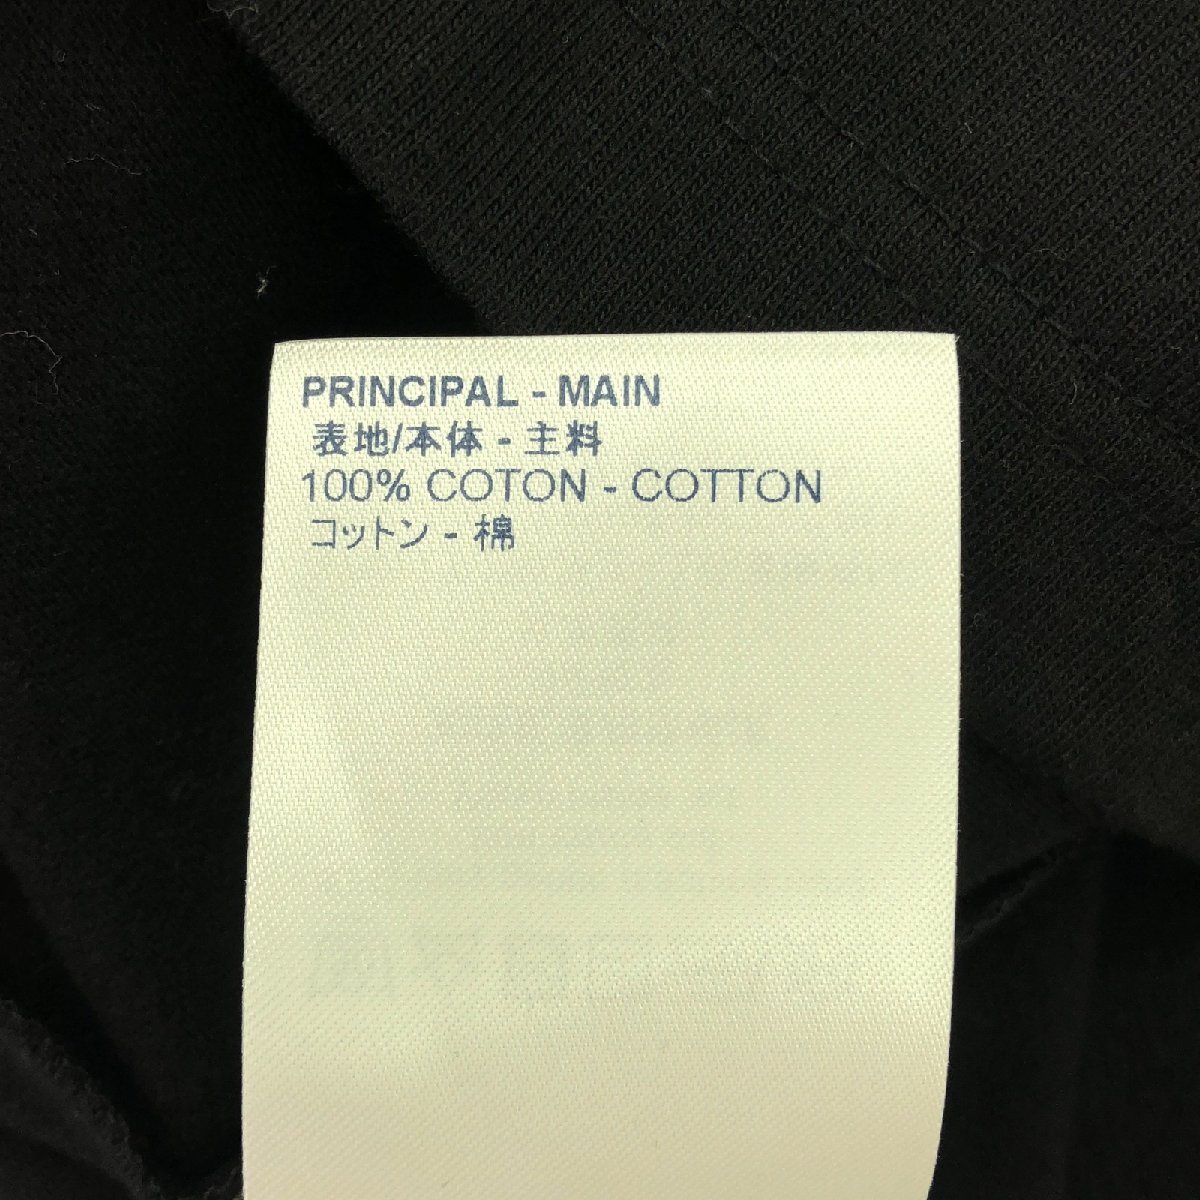 PRINCIPAL - MAIN
表地/本体 - 主料
100% COTON - COTTON
コットン - 棉